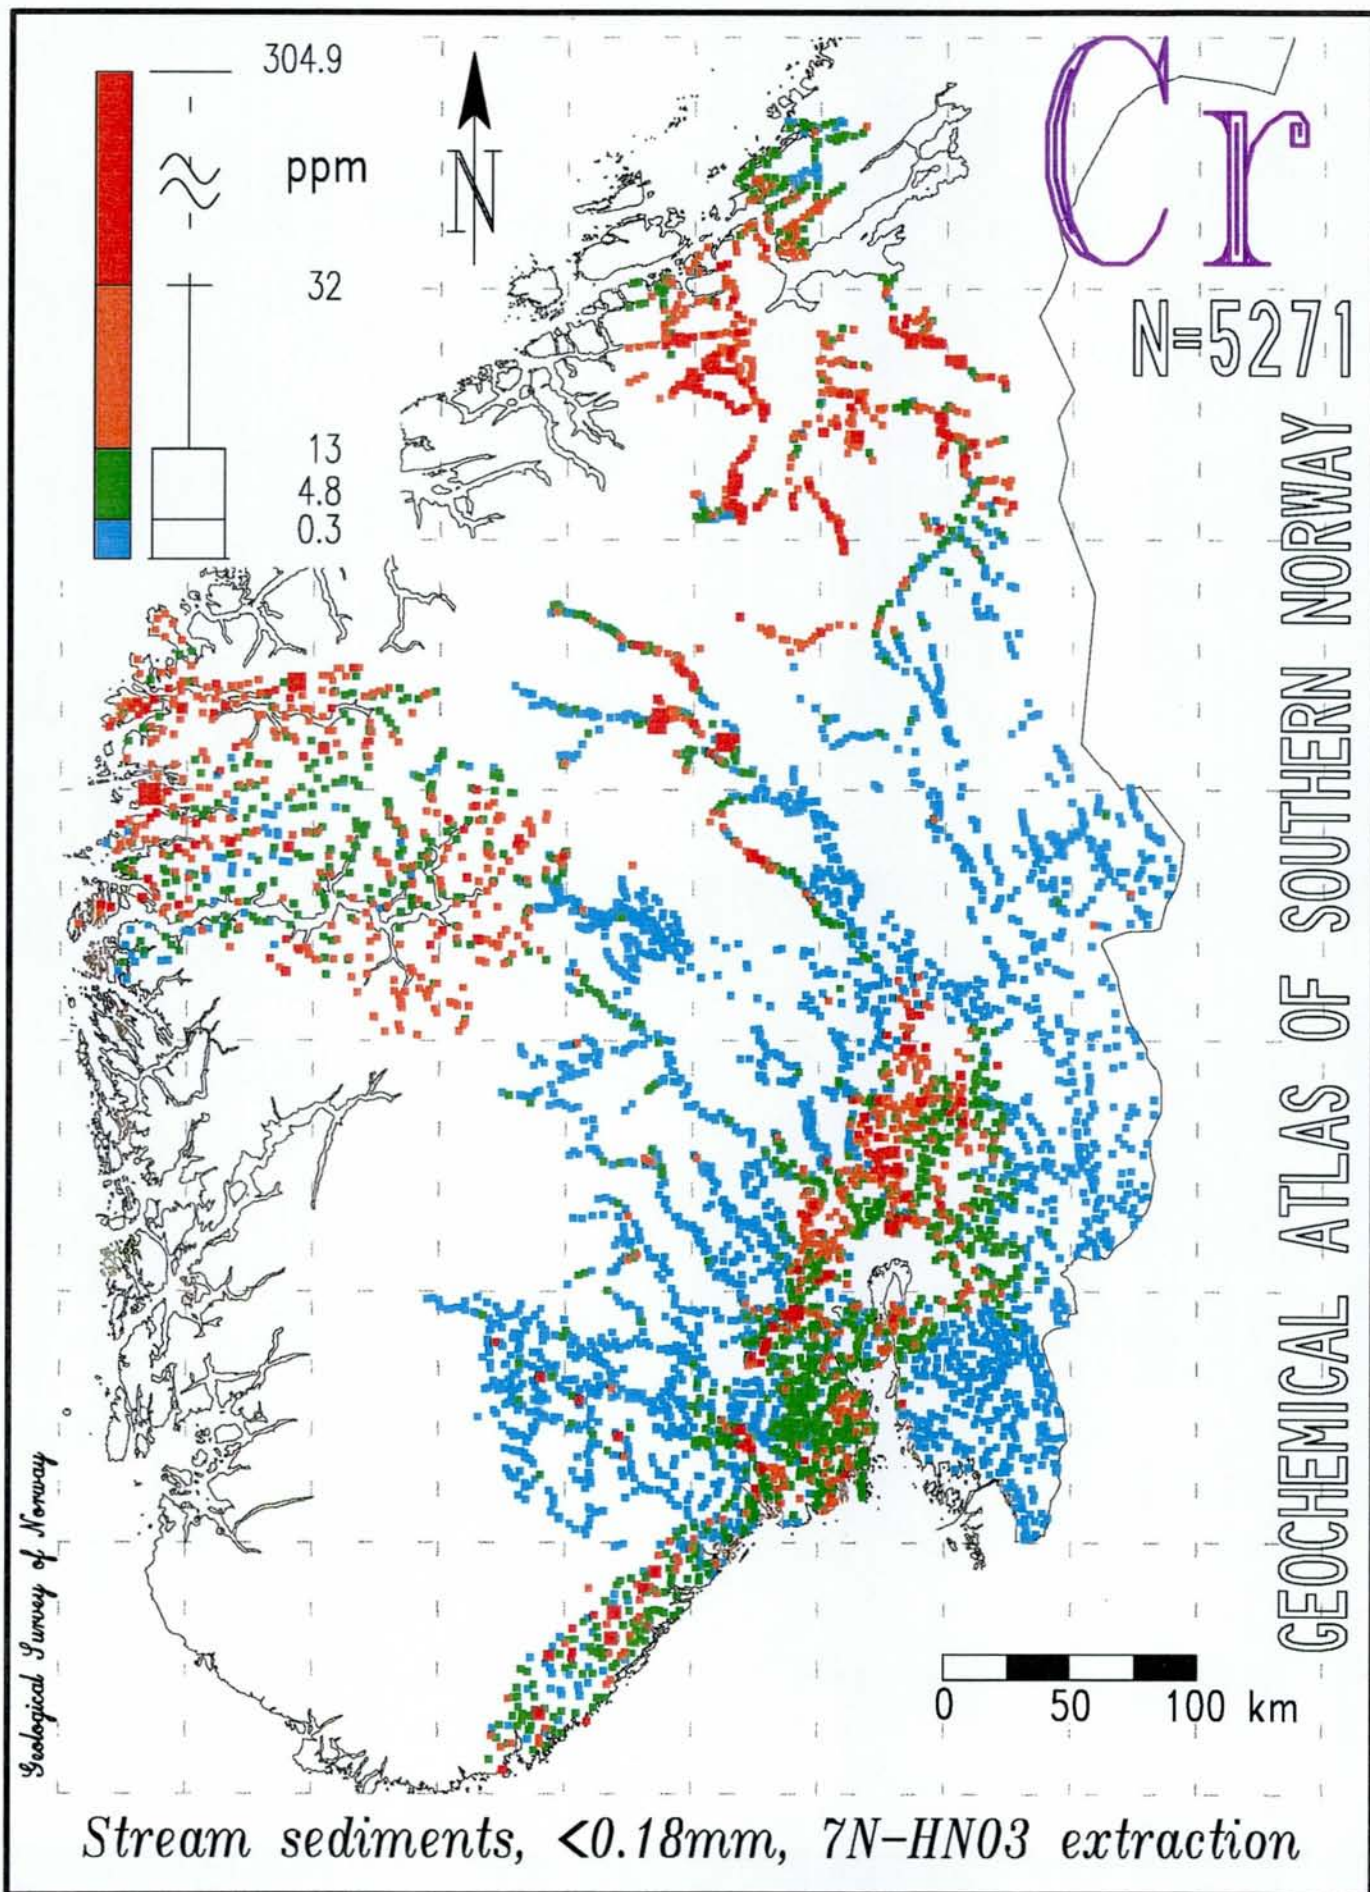 304.9
ppm
32
13
4.8
0.3
N
Cr
N=5271
GEOCHEMICAL ATLAS OF SOUTHERN NORWAY
Geological Survey of Norway
0 50 100 km
Stream sediments, <0.18mm, 7N-HNO3 extraction